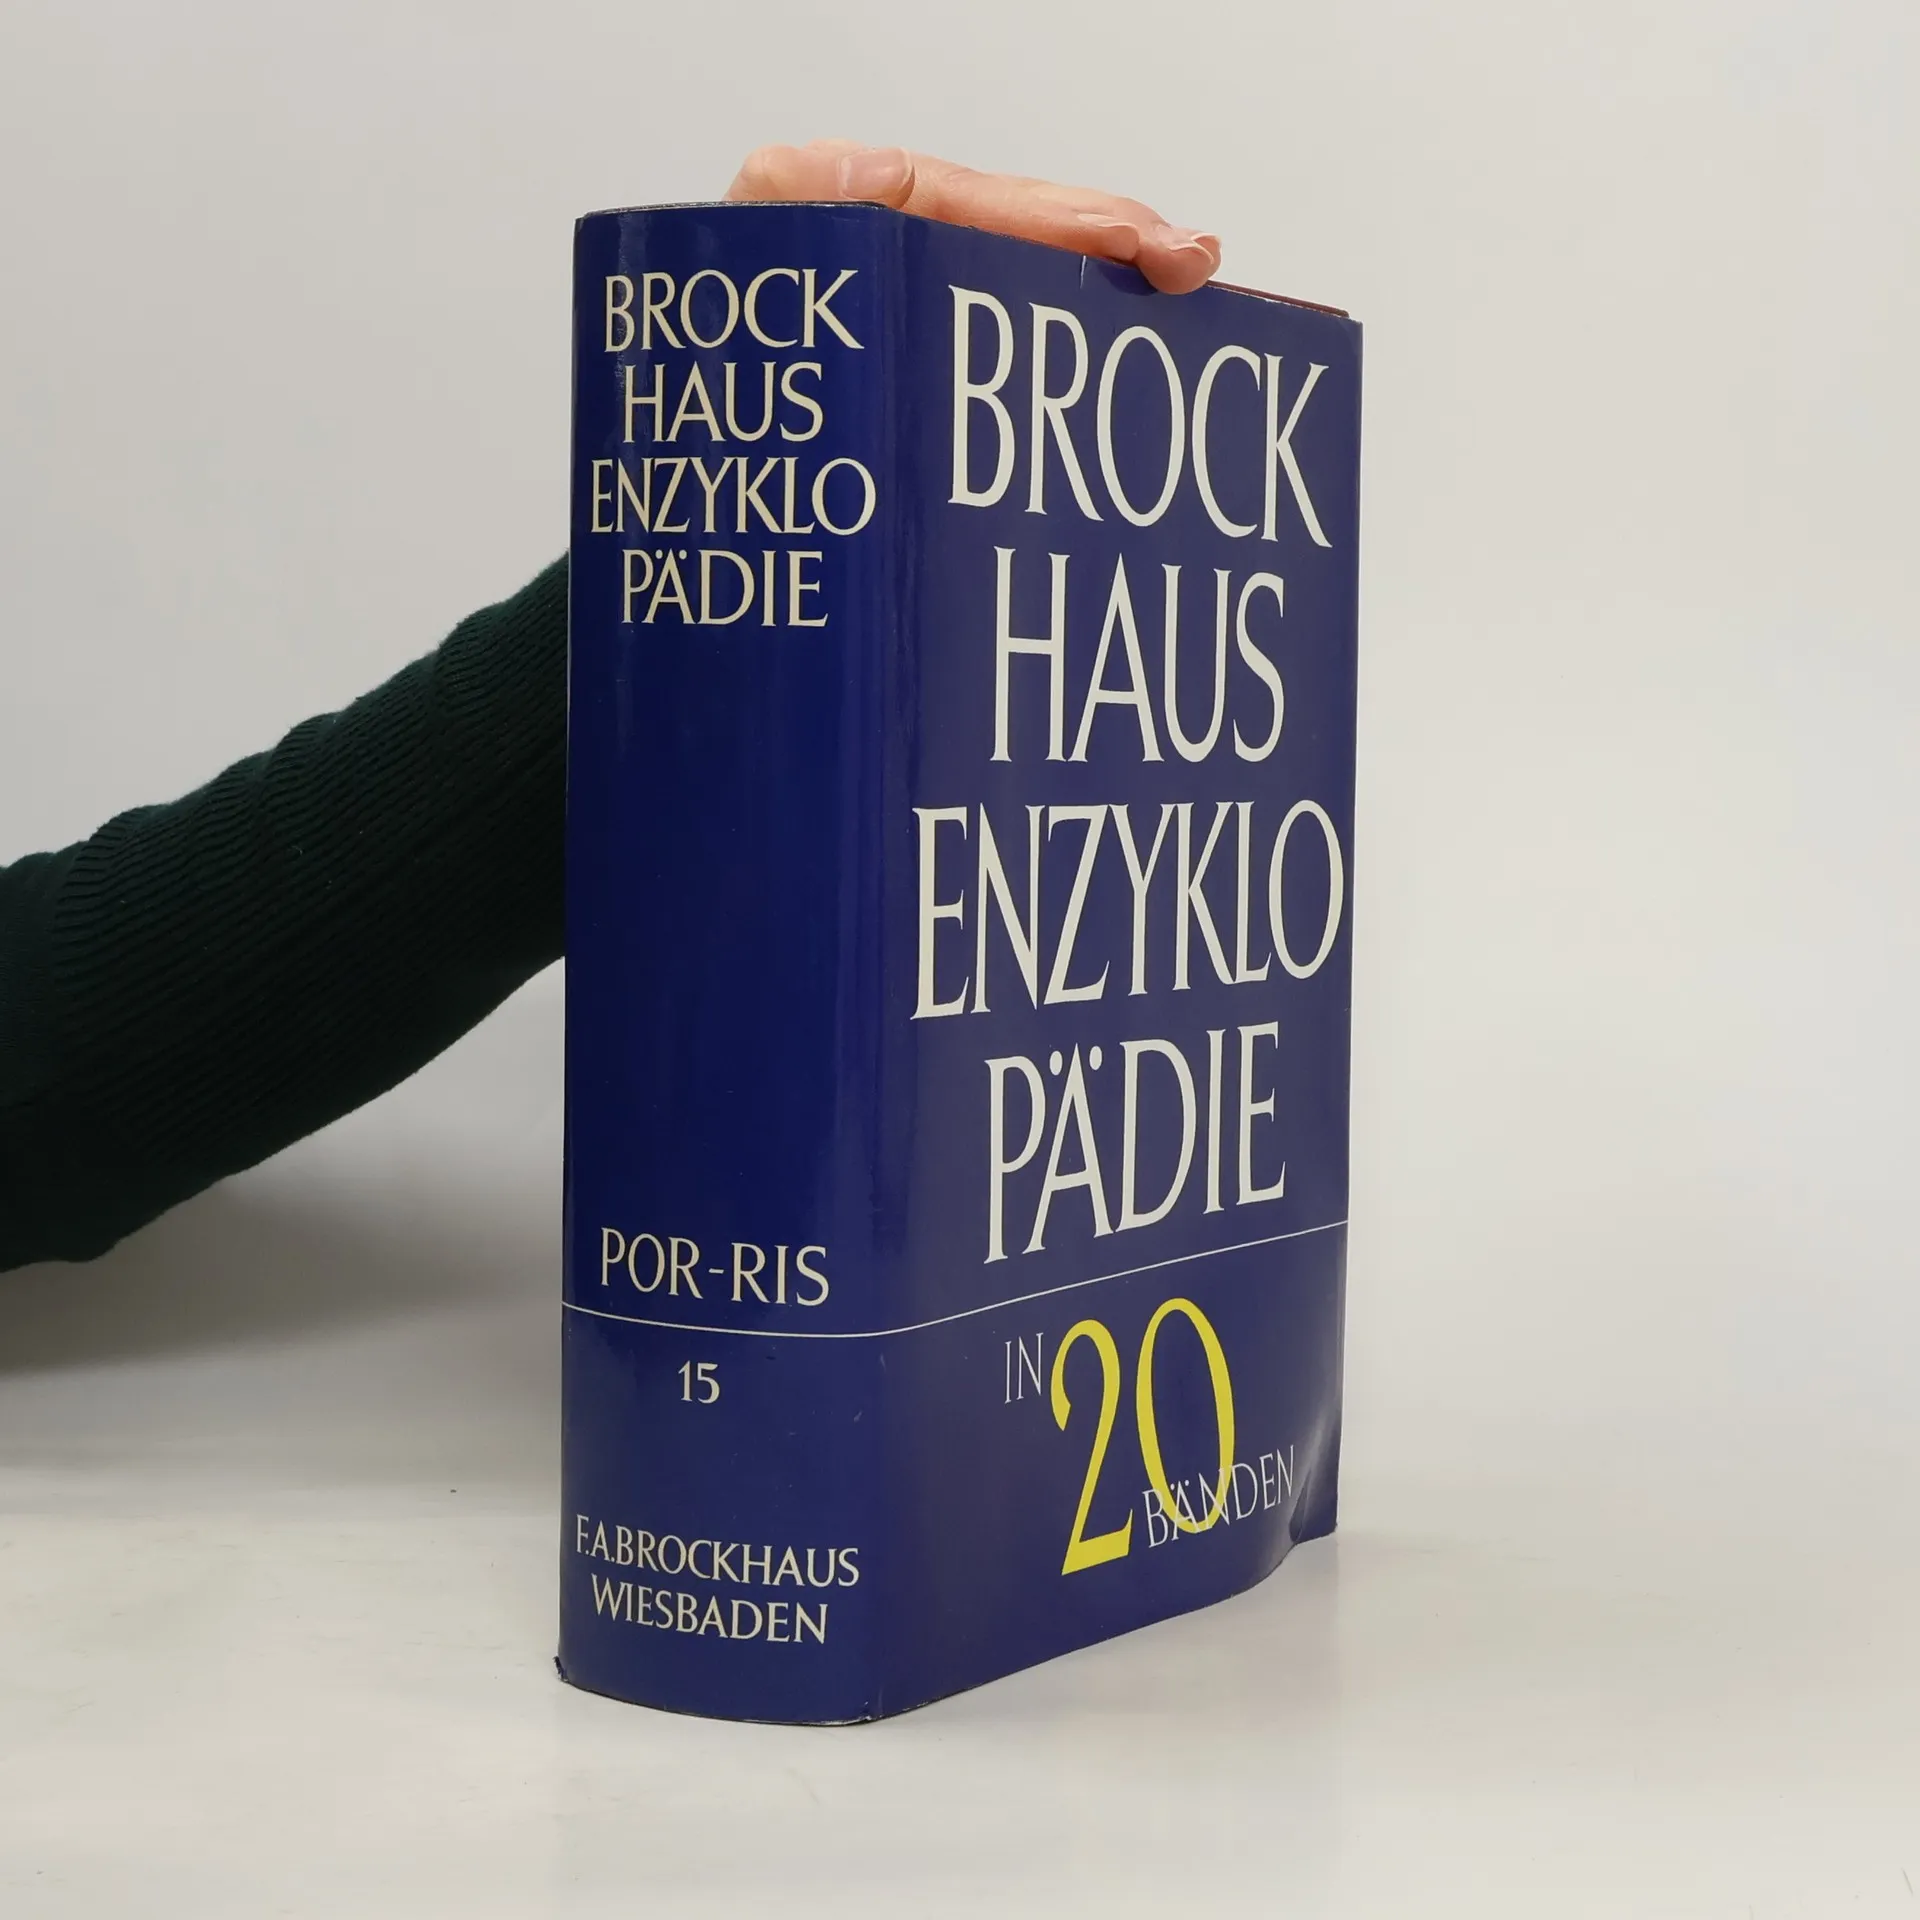 BROCK
HAUS
ENZYKLO
PÄDIE
POR-RIS
15
F.A.BROCKHAUS
WIESBADEN
BROCK
HAUS
ENZYKLO
PÄDIE
IN 20
BÄNDEN